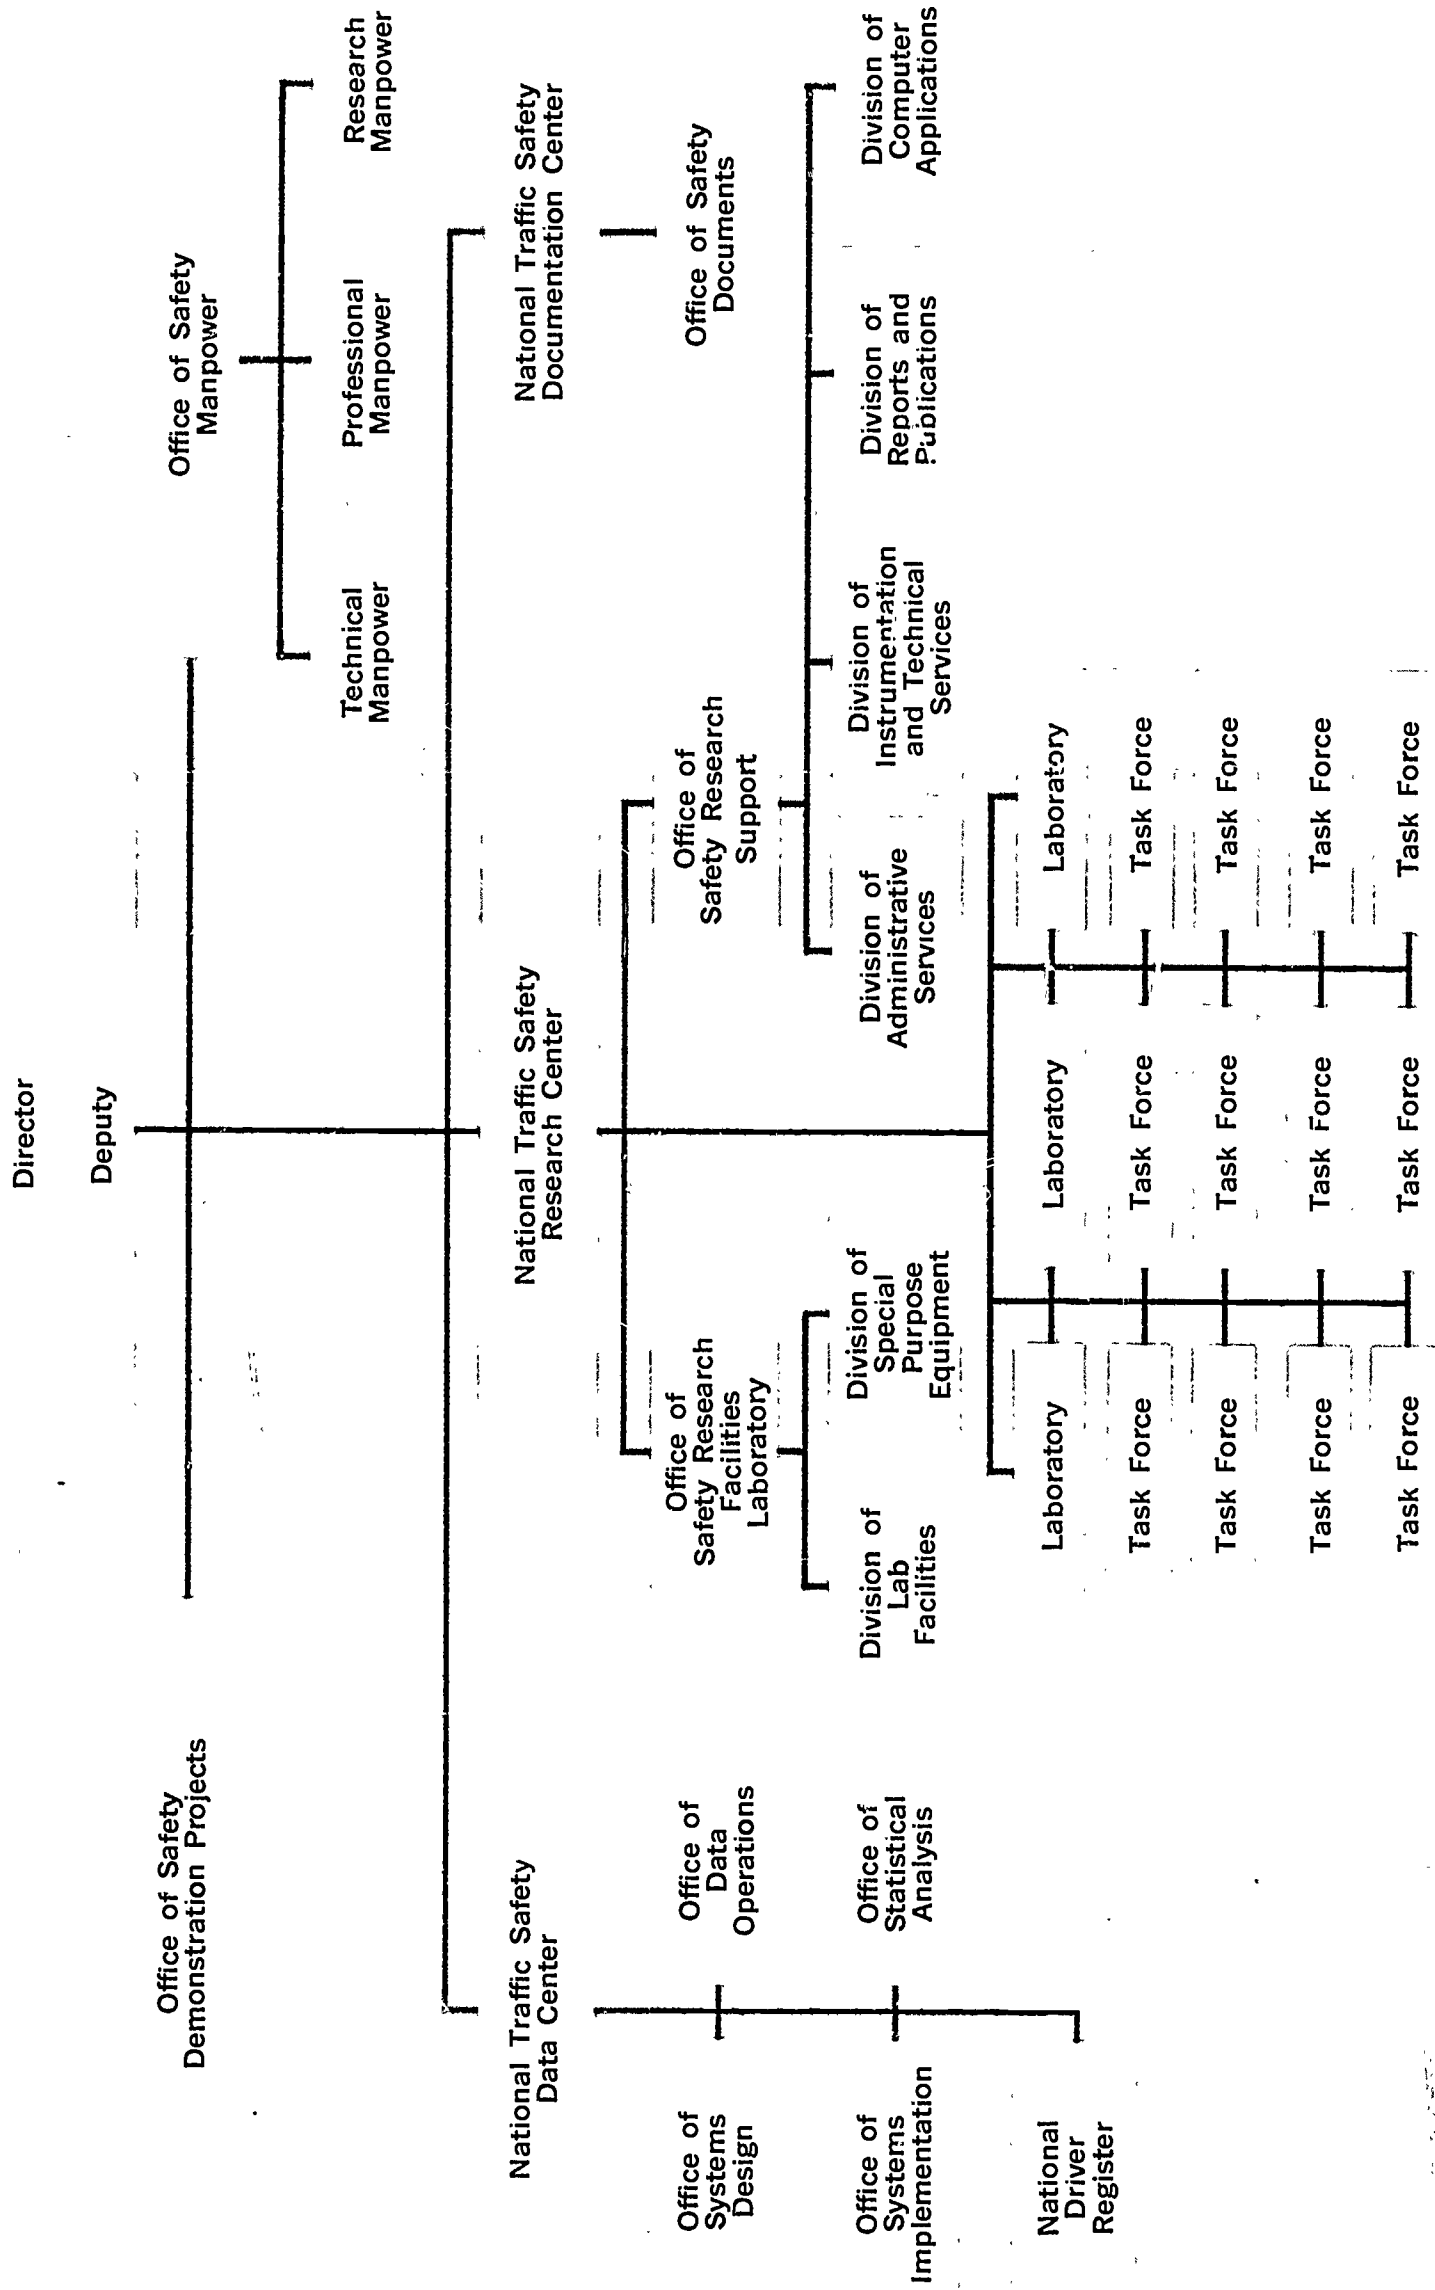 Director
Deputy
Office of Safety
Demonstration Projects
Office of Safety
Manpower
Technical
Manpower
Professional
Manpower
Research
Manpower
National Traffic Safety
Data Center
National Traffic Safety
Research Center
National Traffic Safety
Documentation Center
Office of
Systems
Design
Office of
Data
Operations
Office of
Systems
Implementation
Office of
Statistical
Analysis
National
Driver
Register
Office of
Safety Research
Facilities
Laboratory
Office of
Safety Research
Support
Office of Safety
Documents
Division of
Lab
Facilities
Division of
Special
Purpose
Equipment
Division of
Administrative
Services
Division of
Instrumentation
and Technical
Services
Division of
Reports and
Publications
Division of
Computer
Applications
Laboratory
Laboratory
Laboratory
Task Force
Task Force
Task Force
Task Force
Task Force
Task Force
Task Force
Task Force
Task Force
Task Force
Task Force
Task Force